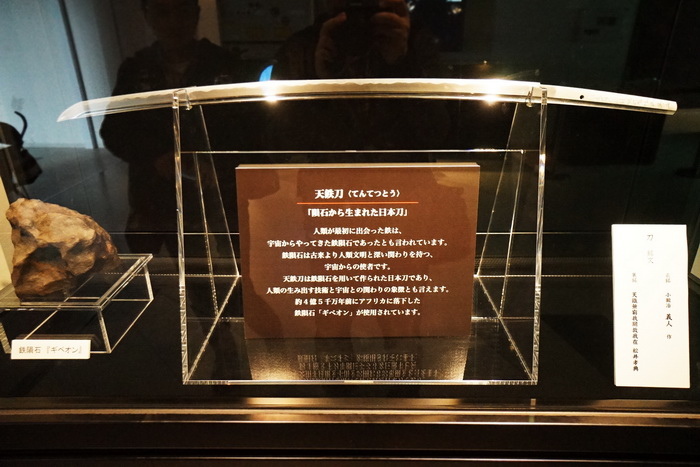 天鉄刀（てんてつとう）
「隕石から生まれた日本刀」
人類が最初に出会った鉄は、
宇宙からやってきた鉄隕石であったとも言われています。
鉄隕石は古来より人類文明と深い関わりを持つ、
宇宙からの使者です。
天鉄刀は鉄隕石を用いて作られた日本刀であり、
人類の生み出す技術と宇宙との関わりの象徴とも言えます。
約４億５千万年前にアフリカに落下した
鉄隕石「ギベオン」が使用されています。
鉄隕石 『ギベオン』
刀
義人 作
松井孝典